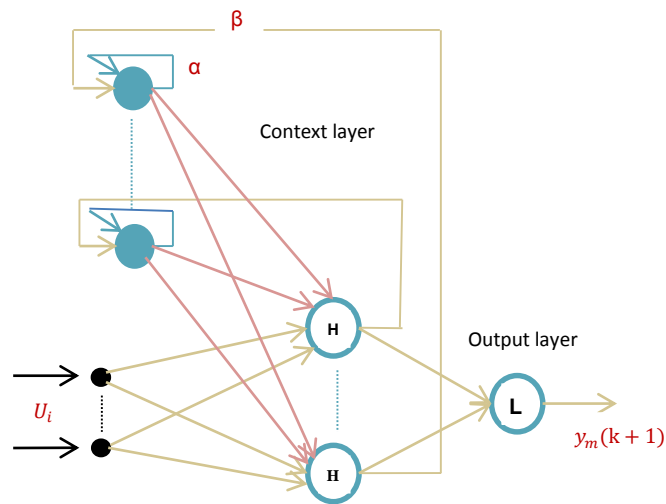 β
α
Context layer
H
Output layer
L
U_i
y_m(k + 1)
H